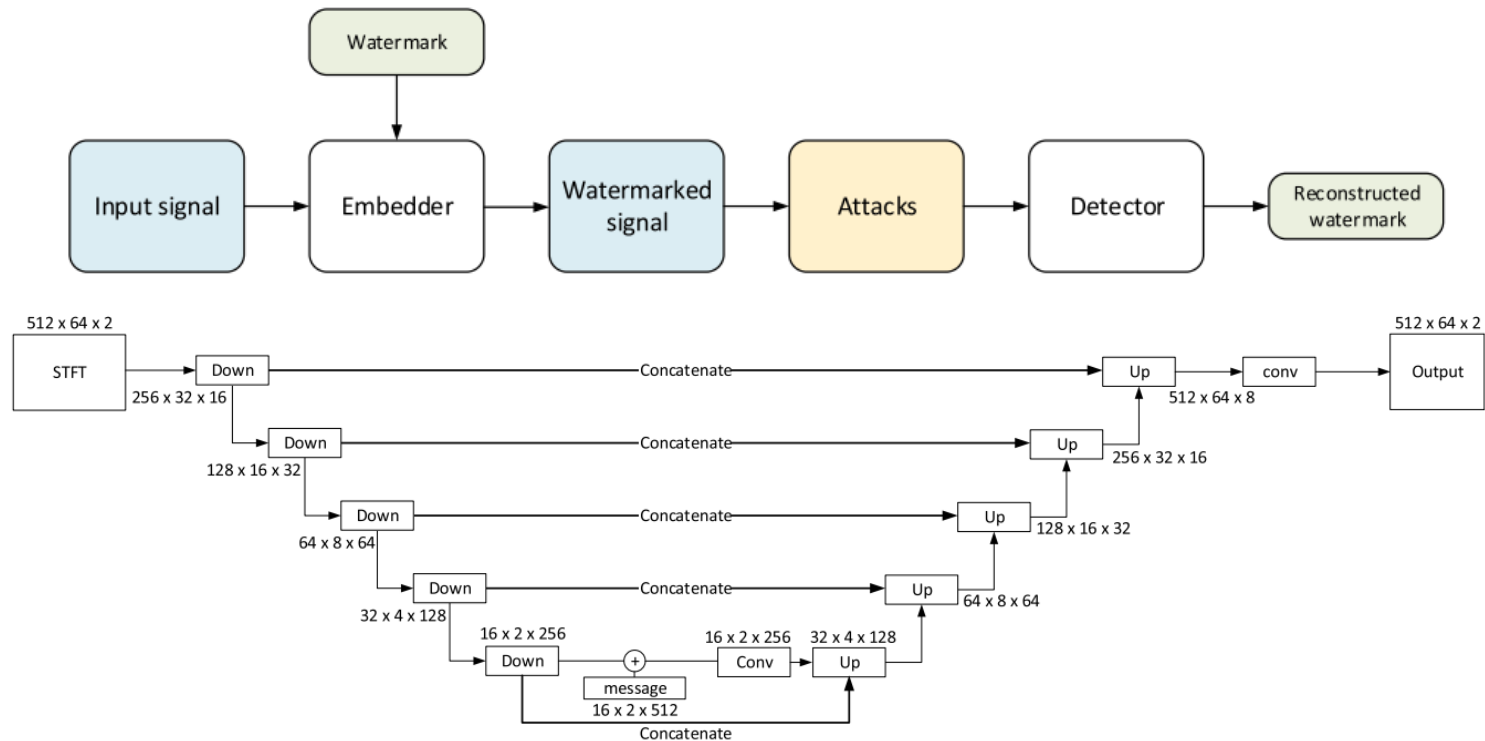 Watermark
Input signal
Embedder
Watermarked
signal
Attacks
Detector
Reconstructed
watermark
512 x 64 x 2
STFT
Down
256 x 32 x 16
Concatenate
Up
512 x 64 x 8
conv
512 x 64 x 2
Output
Down
128 x 16 x 32
Concatenate
Up
256 x 32 x 16
Down
64 x 8 x 64
Concatenate
Up
128 x 16 x 32
Down
32 x 4 x 128
Concatenate
Up
64 x 8 x 64
16 x 2 x 256
Down
+
message
16 x 2 x 512
16 x 2 x 256
Conv
32 x 4 x 128
Up
Concatenate